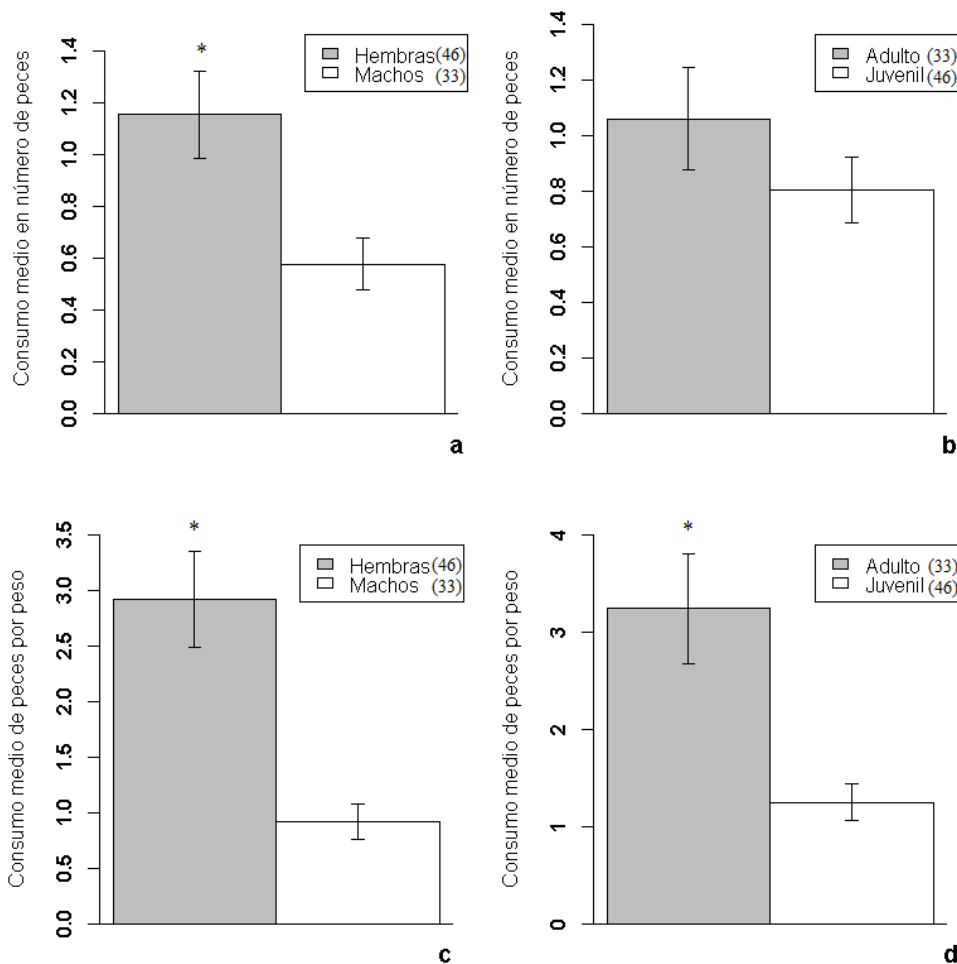 Consumo medio en número de peces
1.4
1.2
1.0
0.8
0.6
0.4
0.2
0.0
*
Hembras(46)
Machos (33)
a
Consumo medio en número de peces
1.4
1.2
1.0
0.8
0.6
0.4
0.2
0.0
Adulto (33)
Juvenil (46)
b
Consumo medio de peces por peso
3.5
3.0
2.5
2.0
1.5
1.0
0.5
0.0
*
Hembras(46)
Machos (33)
c
Consumo medio de peces por peso
4
3
2
1
0
*
Adulto (33)
Juvenil (46)
d